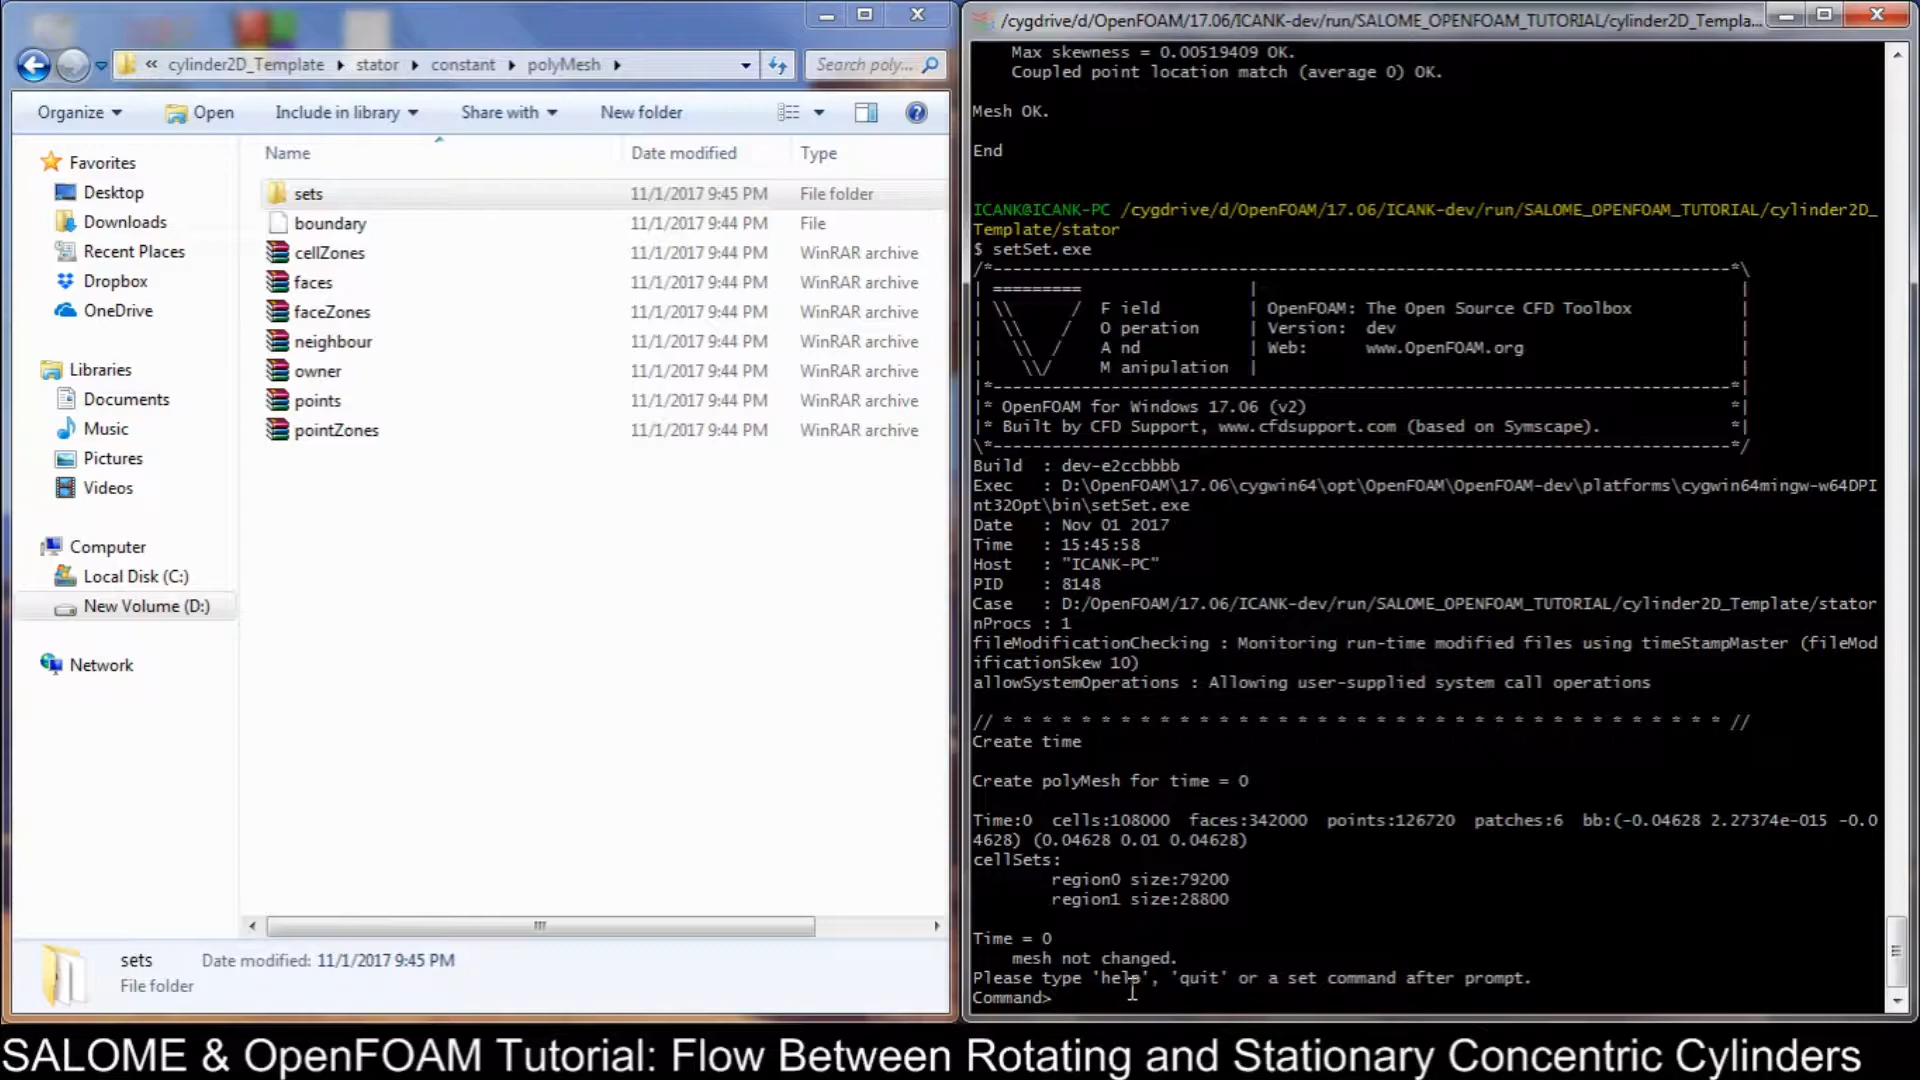 « cylinder2D_Template ▸ stator ▸ constant ▸ polyMesh ▸
Search poly...
Organize Open Include in library Share with New folder
Name Date modified Type
Favorites
Desktop
Downloads
Recent Places
Dropbox
OneDrive
Libraries
Documents
Music
Pictures
Videos
Computer
Local Disk (C:)
New Volume (D:)
Network
sets 11/1/2017 9:45 PM File folder
boundary 11/1/2017 9:45 PM File
cellZones 11/1/2017 9:44 PM WinRAR archive
faces 11/1/2017 9:44 PM WinRAR archive
faceZones 11/1/2017 9:44 PM WinRAR archive
neighbour 11/1/2017 9:44 PM WinRAR archive
owner 11/1/2017 9:44 PM WinRAR archive
points 11/1/2017 9:44 PM WinRAR archive
pointZones 11/1/2017 9:44 PM WinRAR archive
sets Date modified: 11/1/2017 9:45 PM
File folder
/cygdrive/d/OpenFOAM/17.06/ICANK-dev/run/SALOME_OPENFOAM_TUTORIAL/cylinder2D_Templa...
Max skewness = 0.00519409 OK.
Coupled point location match (average 0) OK.
Mesh OK.
End
ICANK@ICANK-PC /cygdrive/d/OpenFOAM/17.06/ICANK-dev/run/SALOME_OPENFOAM_TUTORIAL/cylinder2D_
Template/stator
$ setSet.exe
/*---------------------------------------------------------------------------*\
| ========= | |
| \\ / F ield | OpenFOAM: The Open Source CFD Toolbox |
| \\ / O peration | Version: dev |
| \\ / A nd | Web: www.OpenFOAM.org |
| \\/ M anipulation | |
|*---------------------------------------------------------------------------*|
|* OpenFOAM for Windows 17.06 (v2) *|
|* Built by CFD Support, www.cfdsupport.com (based on Symscape). *|
\*---------------------------------------------------------------------------*/
Build : dev-e2ccbbbb
Exec : D:\OpenFOAM\17.06\cygwin64\opt\OpenFOAM\OpenFOAM-dev\platforms\cygwin64mingw-w64DPI
nt32Opt\bin\setSet.exe
Date : Nov 01 2017
Time : 15:45:58
Host : "ICANK-PC"
PID : 8148
Case : D:/OpenFOAM/17.06/ICANK-dev/run/SALOME_OPENFOAM_TUTORIAL/cylinder2D_Template/stator
nProcs : 1
fileModificationChecking : Monitoring run-time modified files using timeStampMaster (fileMod
ificationSkew 10)
allowSystemOperations : Allowing user-supplied system call operations
// * * * * * * * * * * * * * * * * * * * * * * * * * * * * * * * * * * * * * //
Create time
Create polyMesh for time = 0
Time:0 cells:108000 faces:342000 points:126720 patches:6 bb:(-0.04628 2.27374e-015 -0.0
4628) (0.04628 0.01 0.04628)
cellSets:
region0 size:79200
region1 size:28800
Time = 0
mesh not changed.
Please type 'help', 'quit' or a set command after prompt.
Command>
SALOME & OpenFOAM Tutorial: Flow Between Rotating and Stationary Concentric Cylinders